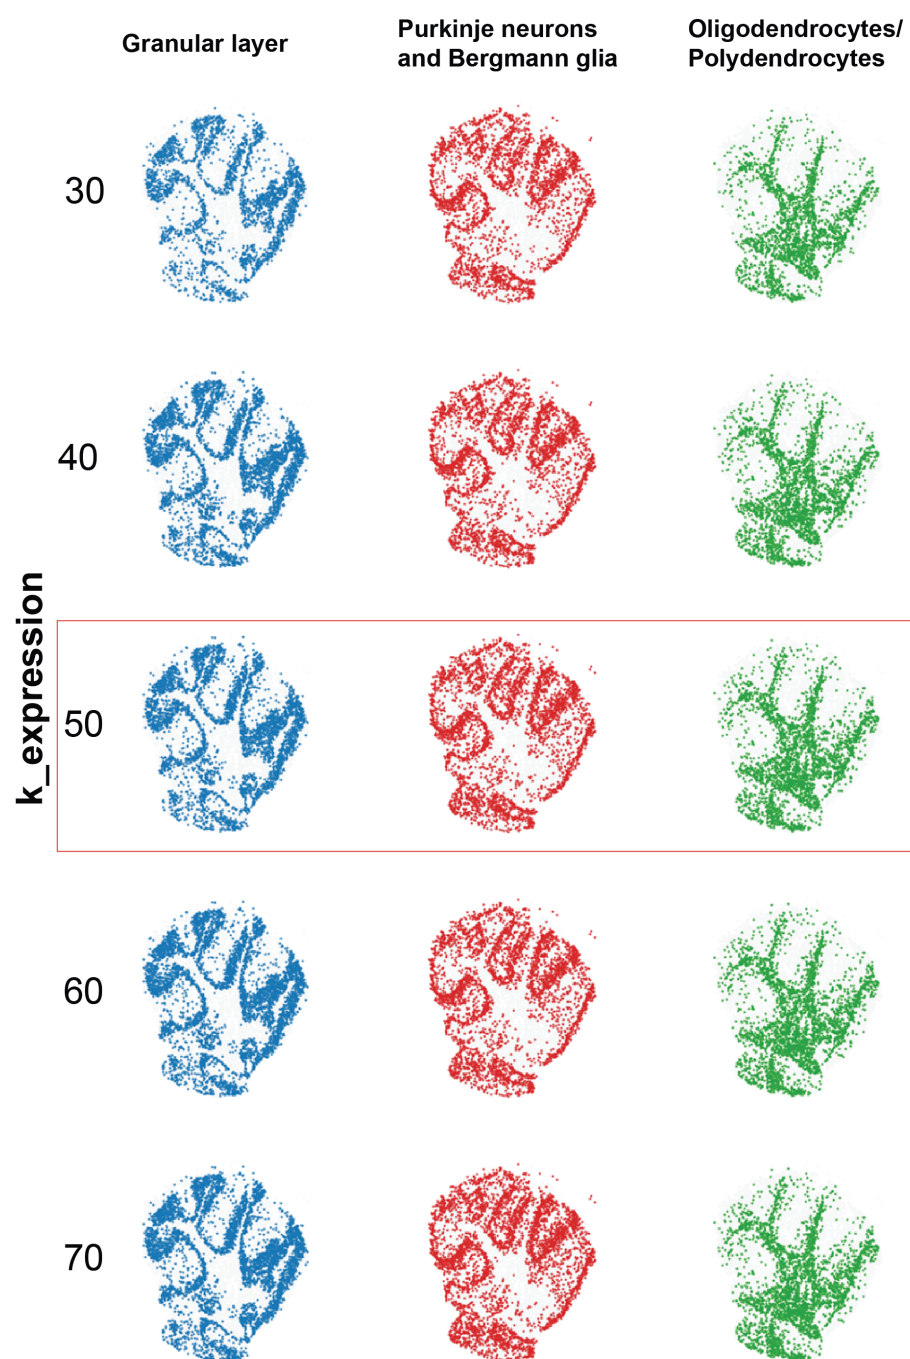 Granular layer
Purkinje neurons
and Bergmann glia
Oligodendrocytes/
Polydendrocytes
k_expression
30
40
50
60
70